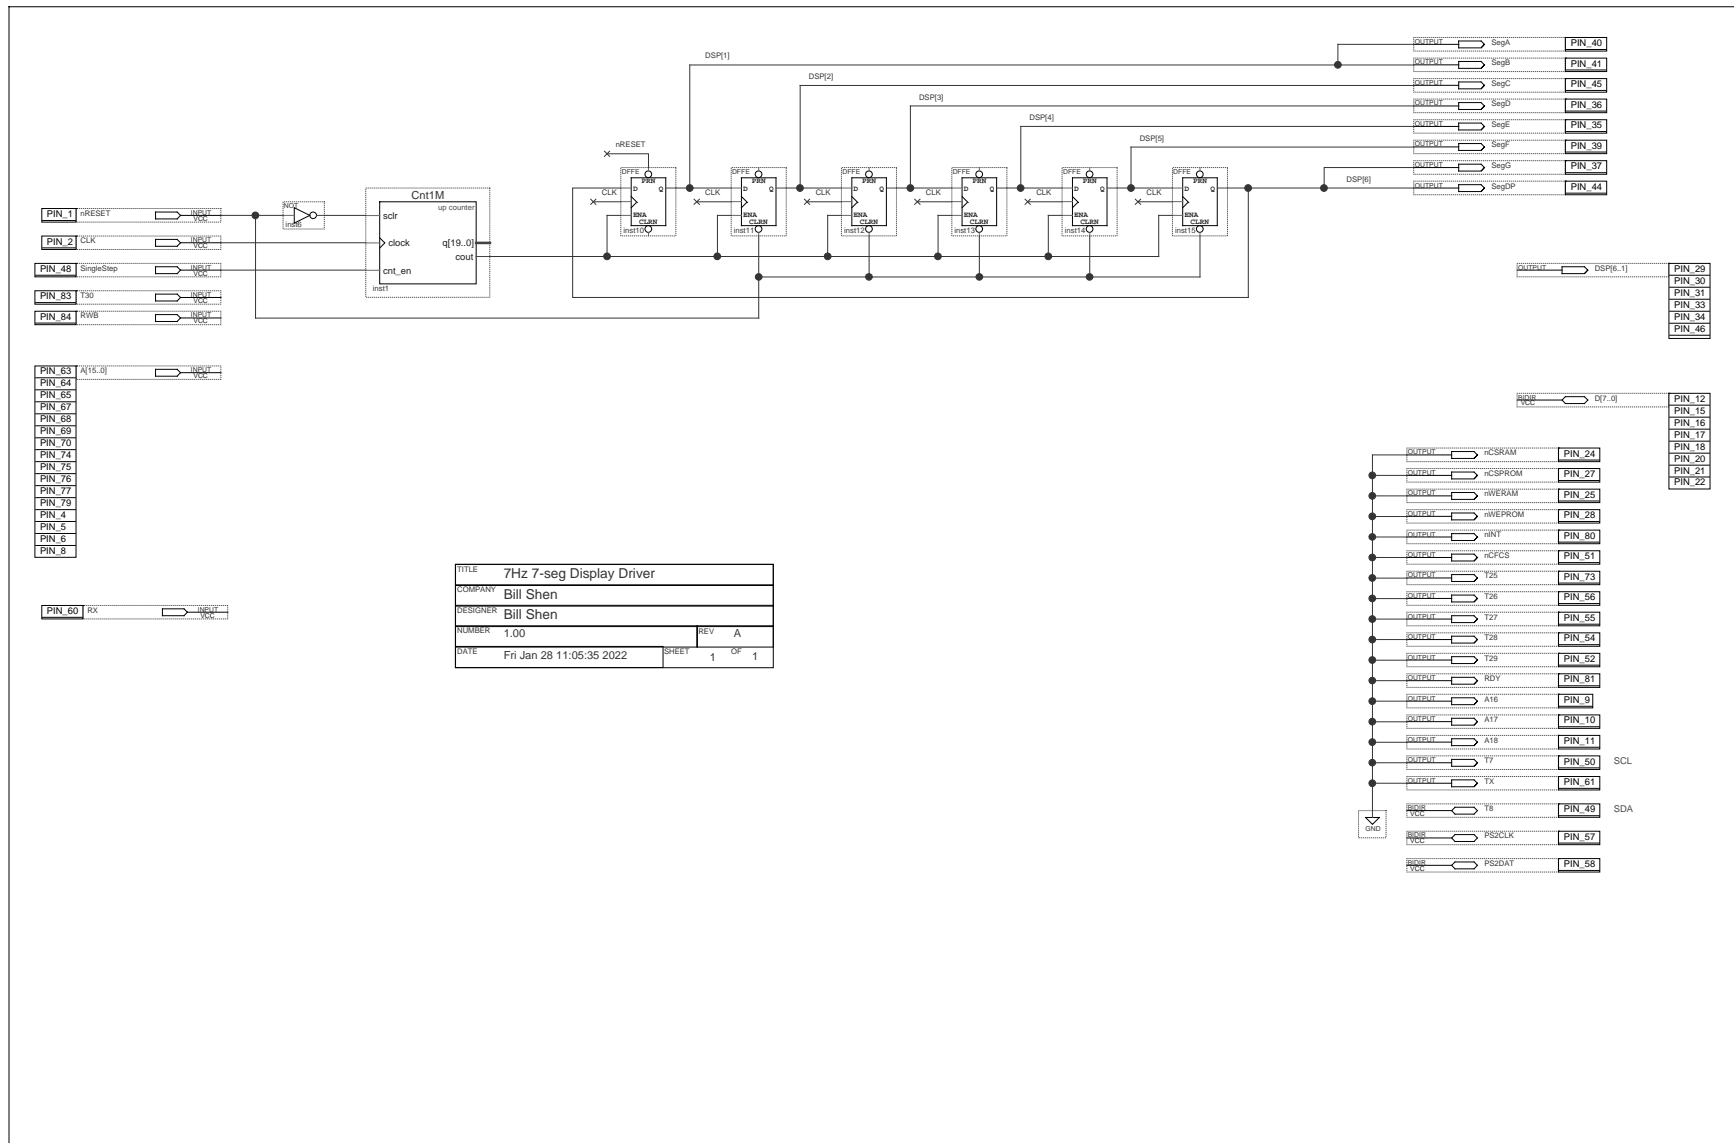 DSP[1]
DSP[2]
DSP[3]
DSP[4]
DSP[5]
DSP[6]
OUTPUT SegA PIN_40
OUTPUT SegB PIN_41
OUTPUT SegC PIN_45
OUTPUT SegD PIN_36
OUTPUT SegE PIN_35
OUTPUT SegF PIN_39
OUTPUT SegG PIN_37
OUTPUT SegDP PIN_44
nRESET
DFFE PRN D Q CLK ENA CLRN inst10
DFFE PRN D Q CLK ENA CLRN inst11
DFFE PRN D Q CLK ENA CLRN inst12
DFFE PRN D Q CLK ENA CLRN inst13
DFFE PRN D Q CLK ENA CLRN inst14
DFFE PRN D Q CLK ENA CLRN inst15
Cnt1M
up counter
sclr
clock
cnt_en
q[19..0]
cout
inst1
NOT
inst6
PIN_1 nRESET INPUT VCC
PIN_2 CLK INPUT VCC
PIN_48 SingleStep INPUT VCC
PIN_83 T30 INPUT VCC
PIN_84 RWB INPUT VCC
PIN_63 A[15..0] INPUT VCC
PIN_64
PIN_65
PIN_67
PIN_68
PIN_69
PIN_70
PIN_74
PIN_75
PIN_76
PIN_77
PIN_79
PIN_4
PIN_5
PIN_6
PIN_8
PIN_60 RX INPUT VCC
OUTPUT DSP[6..1] PIN_29
PIN_30
PIN_31
PIN_33
PIN_34
PIN_46
BIDIR VCC D[7..0] PIN_12
PIN_15
PIN_16
PIN_17
PIN_18
PIN_20
PIN_21
PIN_22
OUTPUT nCSRAM PIN_24
OUTPUT nCSPROM PIN_27
OUTPUT nWERAM PIN_25
OUTPUT nWEPROM PIN_28
OUTPUT nINT PIN_80
OUTPUT nCFCS PIN_51
OUTPUT T25 PIN_73
OUTPUT T26 PIN_56
OUTPUT T27 PIN_55
OUTPUT T28 PIN_54
OUTPUT T29 PIN_52
OUTPUT RDY PIN_81
OUTPUT A16 PIN_9
OUTPUT A17 PIN_10
OUTPUT A18 PIN_11
OUTPUT T7 PIN_50 SCL
OUTPUT TX PIN_61
BIDIR VCC T8 PIN_49 SDA
BIDIR VCC PS2CLK PIN_57
BIDIR VCC PS2DAT PIN_58
GND
TITLE 7Hz 7-seg Display Driver
COMPANY Bill Shen
DESIGNER Bill Shen
NUMBER 1.00 REV A
DATE Fri Jan 28 11:05:35 2022 SHEET 1 OF 1